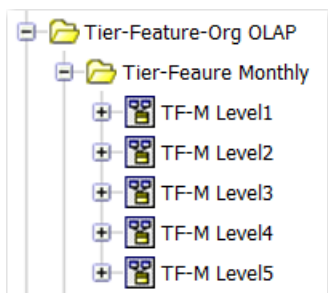 Tier-Feature-Org OLAP
Tier-Feaure Monthly
TF-M Level1
TF-M Level2
TF-M Level3
TF-M Level4
TF-M Level5